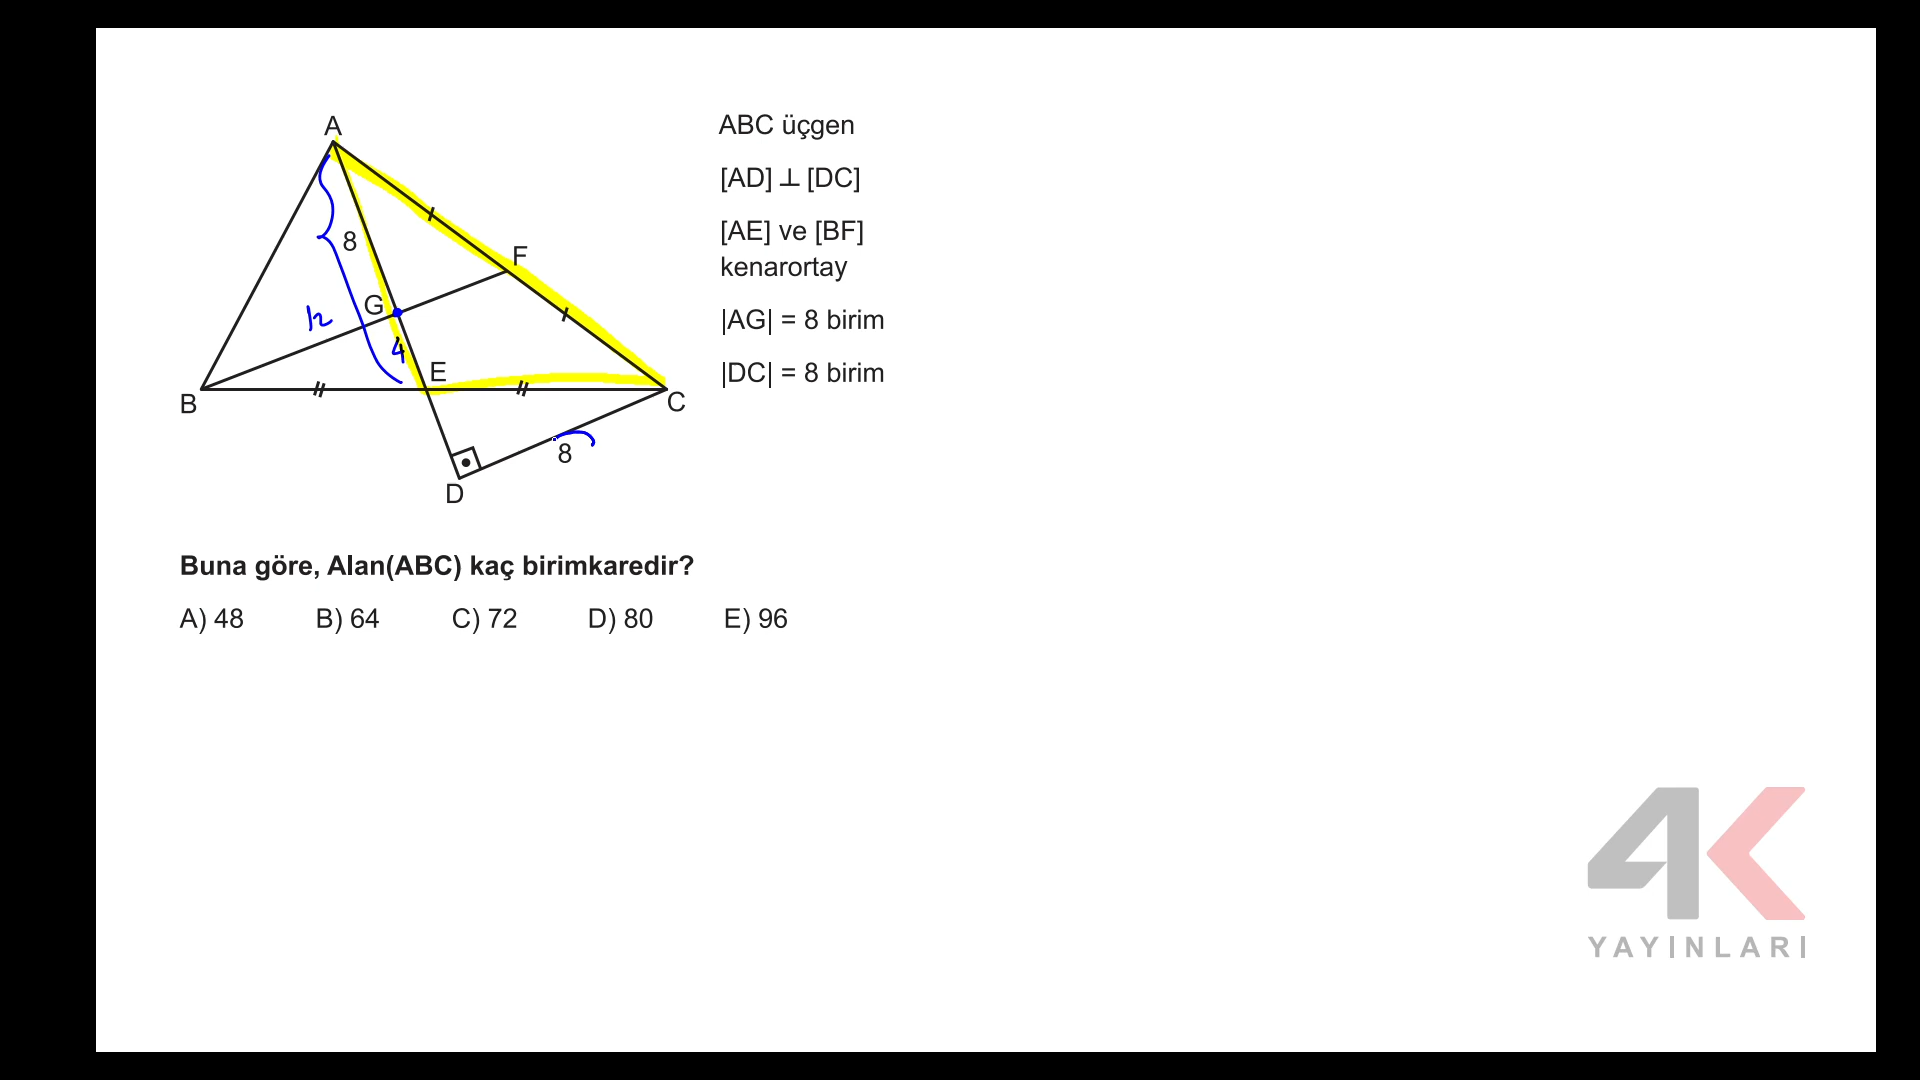 A
ABC üçgen
[AD] ⊥ [DC]
[AE] ve [BF]
kenarortay
|AG| = 8 birim
|DC| = 8 birim
8
F
G
12
4
E
B
C
8
D
Buna göre, Alan(ABC) kaç birimkaredir?
A) 48 B) 64 C) 72 D) 80 E) 96
4K
YAYINLARI